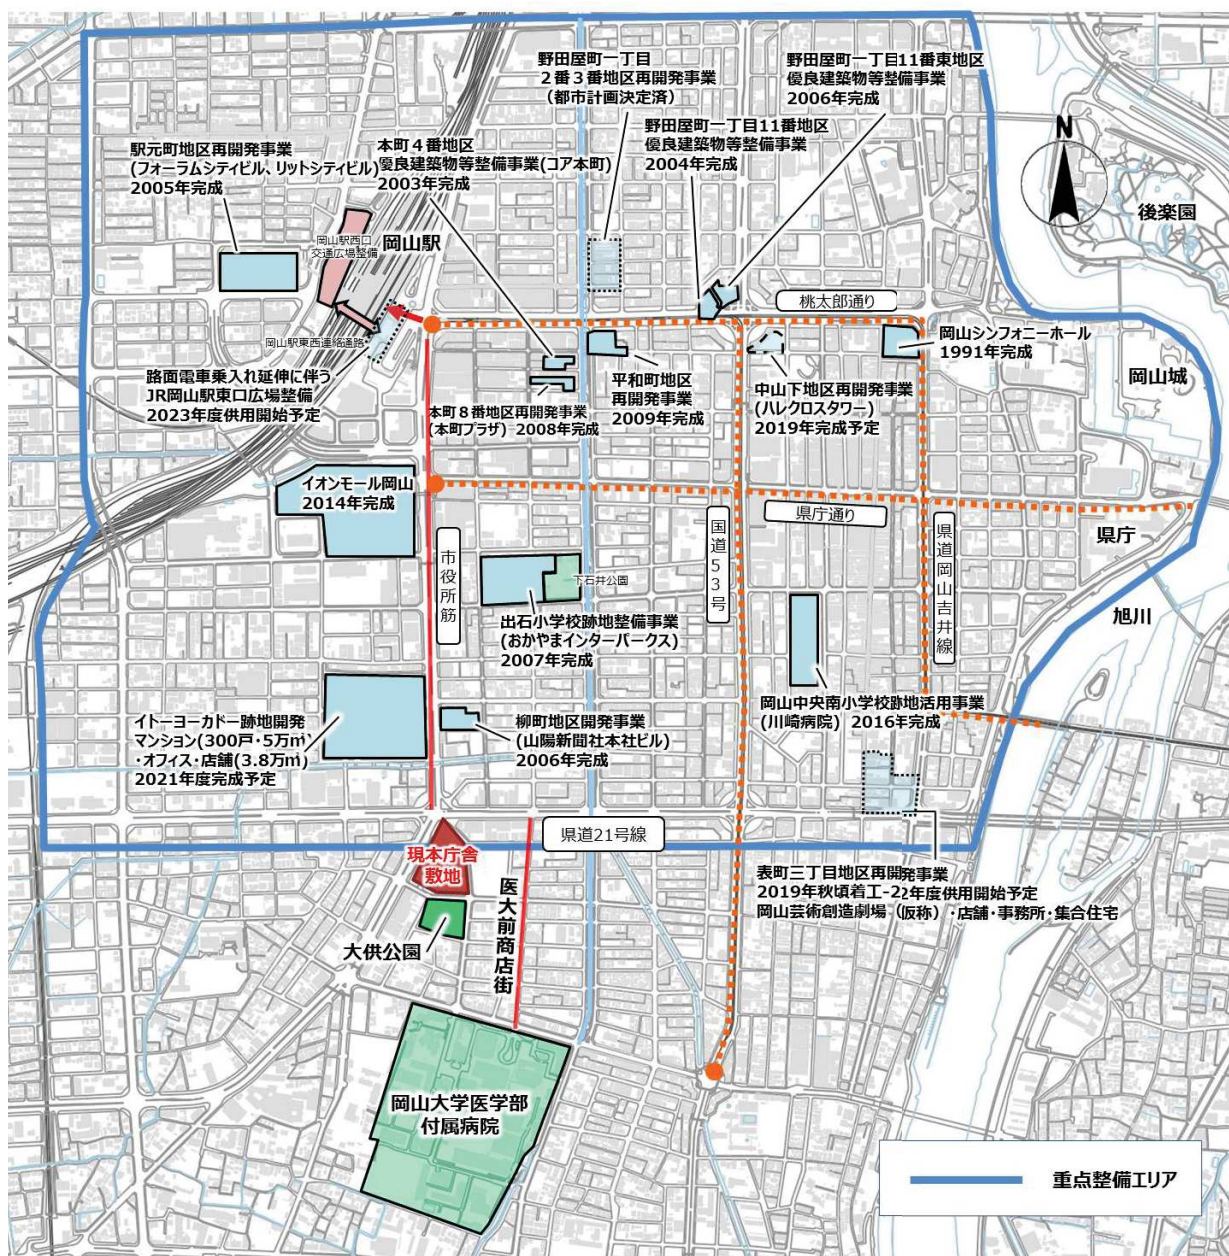 野田屋町一丁目
2番3番地区再開発事業
(都市計画決定済)
野田屋町一丁目11番東地区
優良建築物等整備事業
2006年完成
野田屋町一丁目11番地区
優良建築物等整備事業
2004年完成
駅元町地区再開発事業
(フォーラムシティビル、リットシティビル)
2005年完成
本町4番地区
優良建築物等整備事業(コア本町)
2003年完成
N
後楽園
岡山駅西口
交通広場整備
岡山駅
桃太郎通り
岡山駅東西連絡通路
岡山シンフォニーホール
1991年完成
岡山城
路面電車乗入れ延伸に伴う
JR岡山駅東口広場整備
2023年度供用開始予定
平和町地区
再開発事業
2009年完成
中山下地区再開発事業
(ハレクロスタワー)
2019年完成予定
本町8番地区再開発事業
(本町プラザ) 2008年完成
イオンモール岡山
2014年完成
県庁通り
国道53号
県道岡山吉井線
県庁
市役所筋
下石井公園
旭川
出石小学校跡地整備事業
(おかやまインターパークス)
2007年完成
岡山中央南小学校跡地活用事業
(川崎病院) 2016年完成
イトーヨーカドー跡地開発
マンション(300戸・5万㎡)
・オフィス・店舗(3.8万㎡)
2021年度完成予定
柳町地区開発事業
(山陽新聞社本社ビル)
2006年完成
県道21号線
現本庁舎
敷地
表町三丁目地区再開発事業
2019年秋頃着工-22年度供用開始予定
岡山芸術創造劇場(仮称)・店舗・事務所・集合住宅
医大前商店街
大供公園
岡山大学医学部
付属病院
重点整備エリア